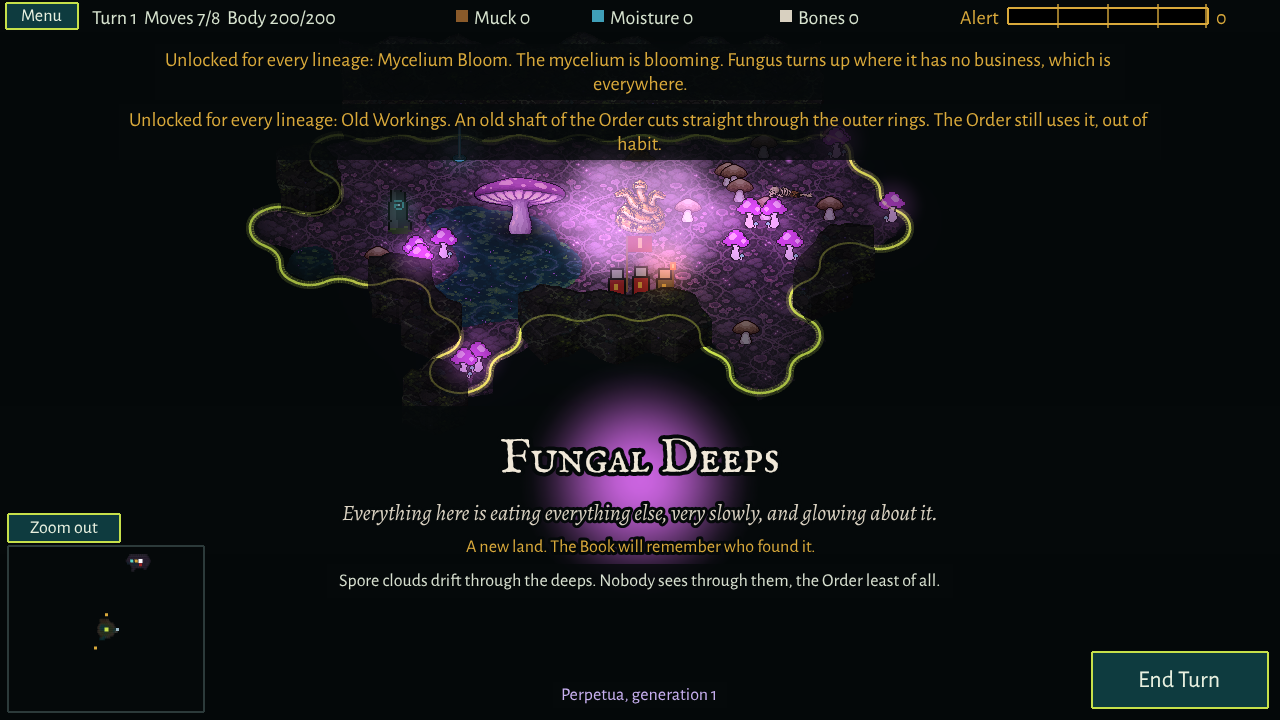 Menu
Turn 1 Moves 7/8 Body 200/200
Muck 0
Moisture 0
Bones 0
Alert
0
Unlocked for every lineage: Mycelium Bloom. The mycelium is blooming. Fungus turns up where it has no business, which is
everywhere.
Unlocked for every lineage: Old Workings. An old shaft of the Order cuts straight through the outer rings. The Order still uses it, out of
habit.
Fungal Deeps
Everything here is eating everything else, very slowly, and glowing about it.
A new land. The Book will remember who found it.
Spore clouds drift through the deeps. Nobody sees through them, the Order least of all.
Zoom out
End Turn
Perpetua, generation 1